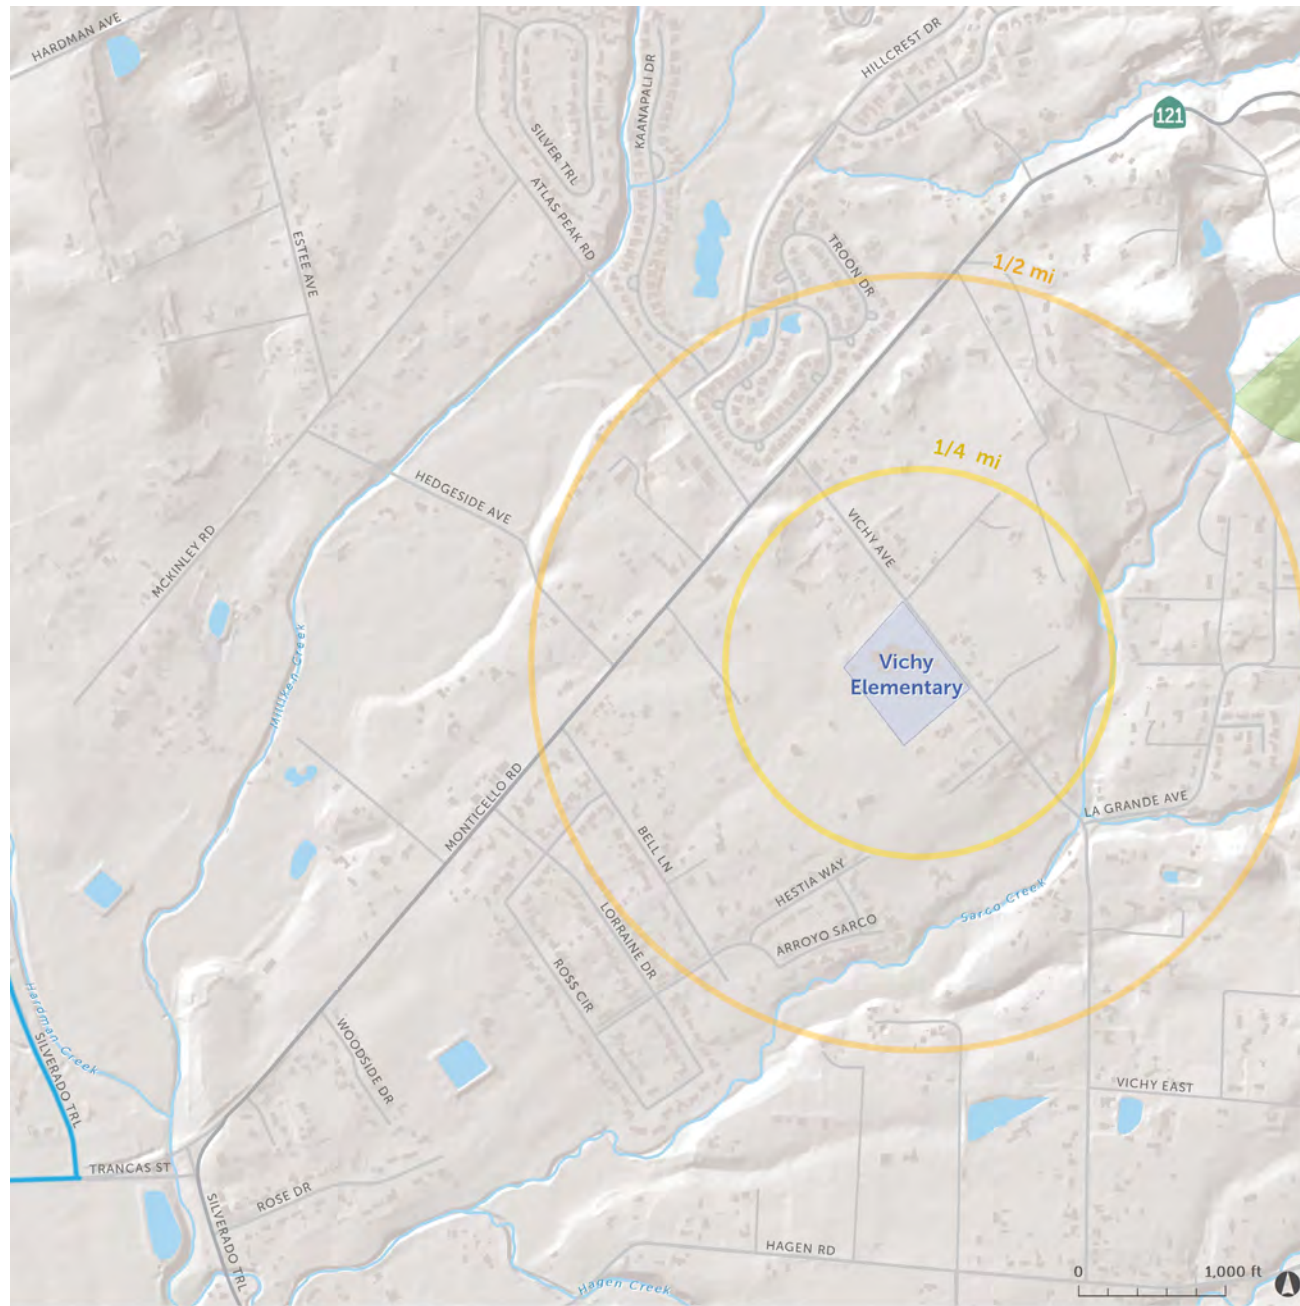 HARDMAN AVE
KAANAPALI DR
HILLCREST DR
121
SILVER TRL
ATLAS PEAK RD
ESTEE AVE
TROON DR
1/2 mi
1/4 mi
HEDGESIDE AVE
VICHY AVE
MCKINLEY RD
Milliken Creek
Vichy
Elementary
MONTICELLO RD
LA GRANDE AVE
BELL LN
HESTIA WAY
Sarco Creek
LORRAINE DR
ARROYO SARCO
ROSS CIR
Hardman Creek
SILVERADO TRL
WOODSIDE DR
VICHY EAST
TRANCAS ST
ROSE DR
SILVERADO TRL
HAGEN RD
Hagen Creek
0 1,000 ft